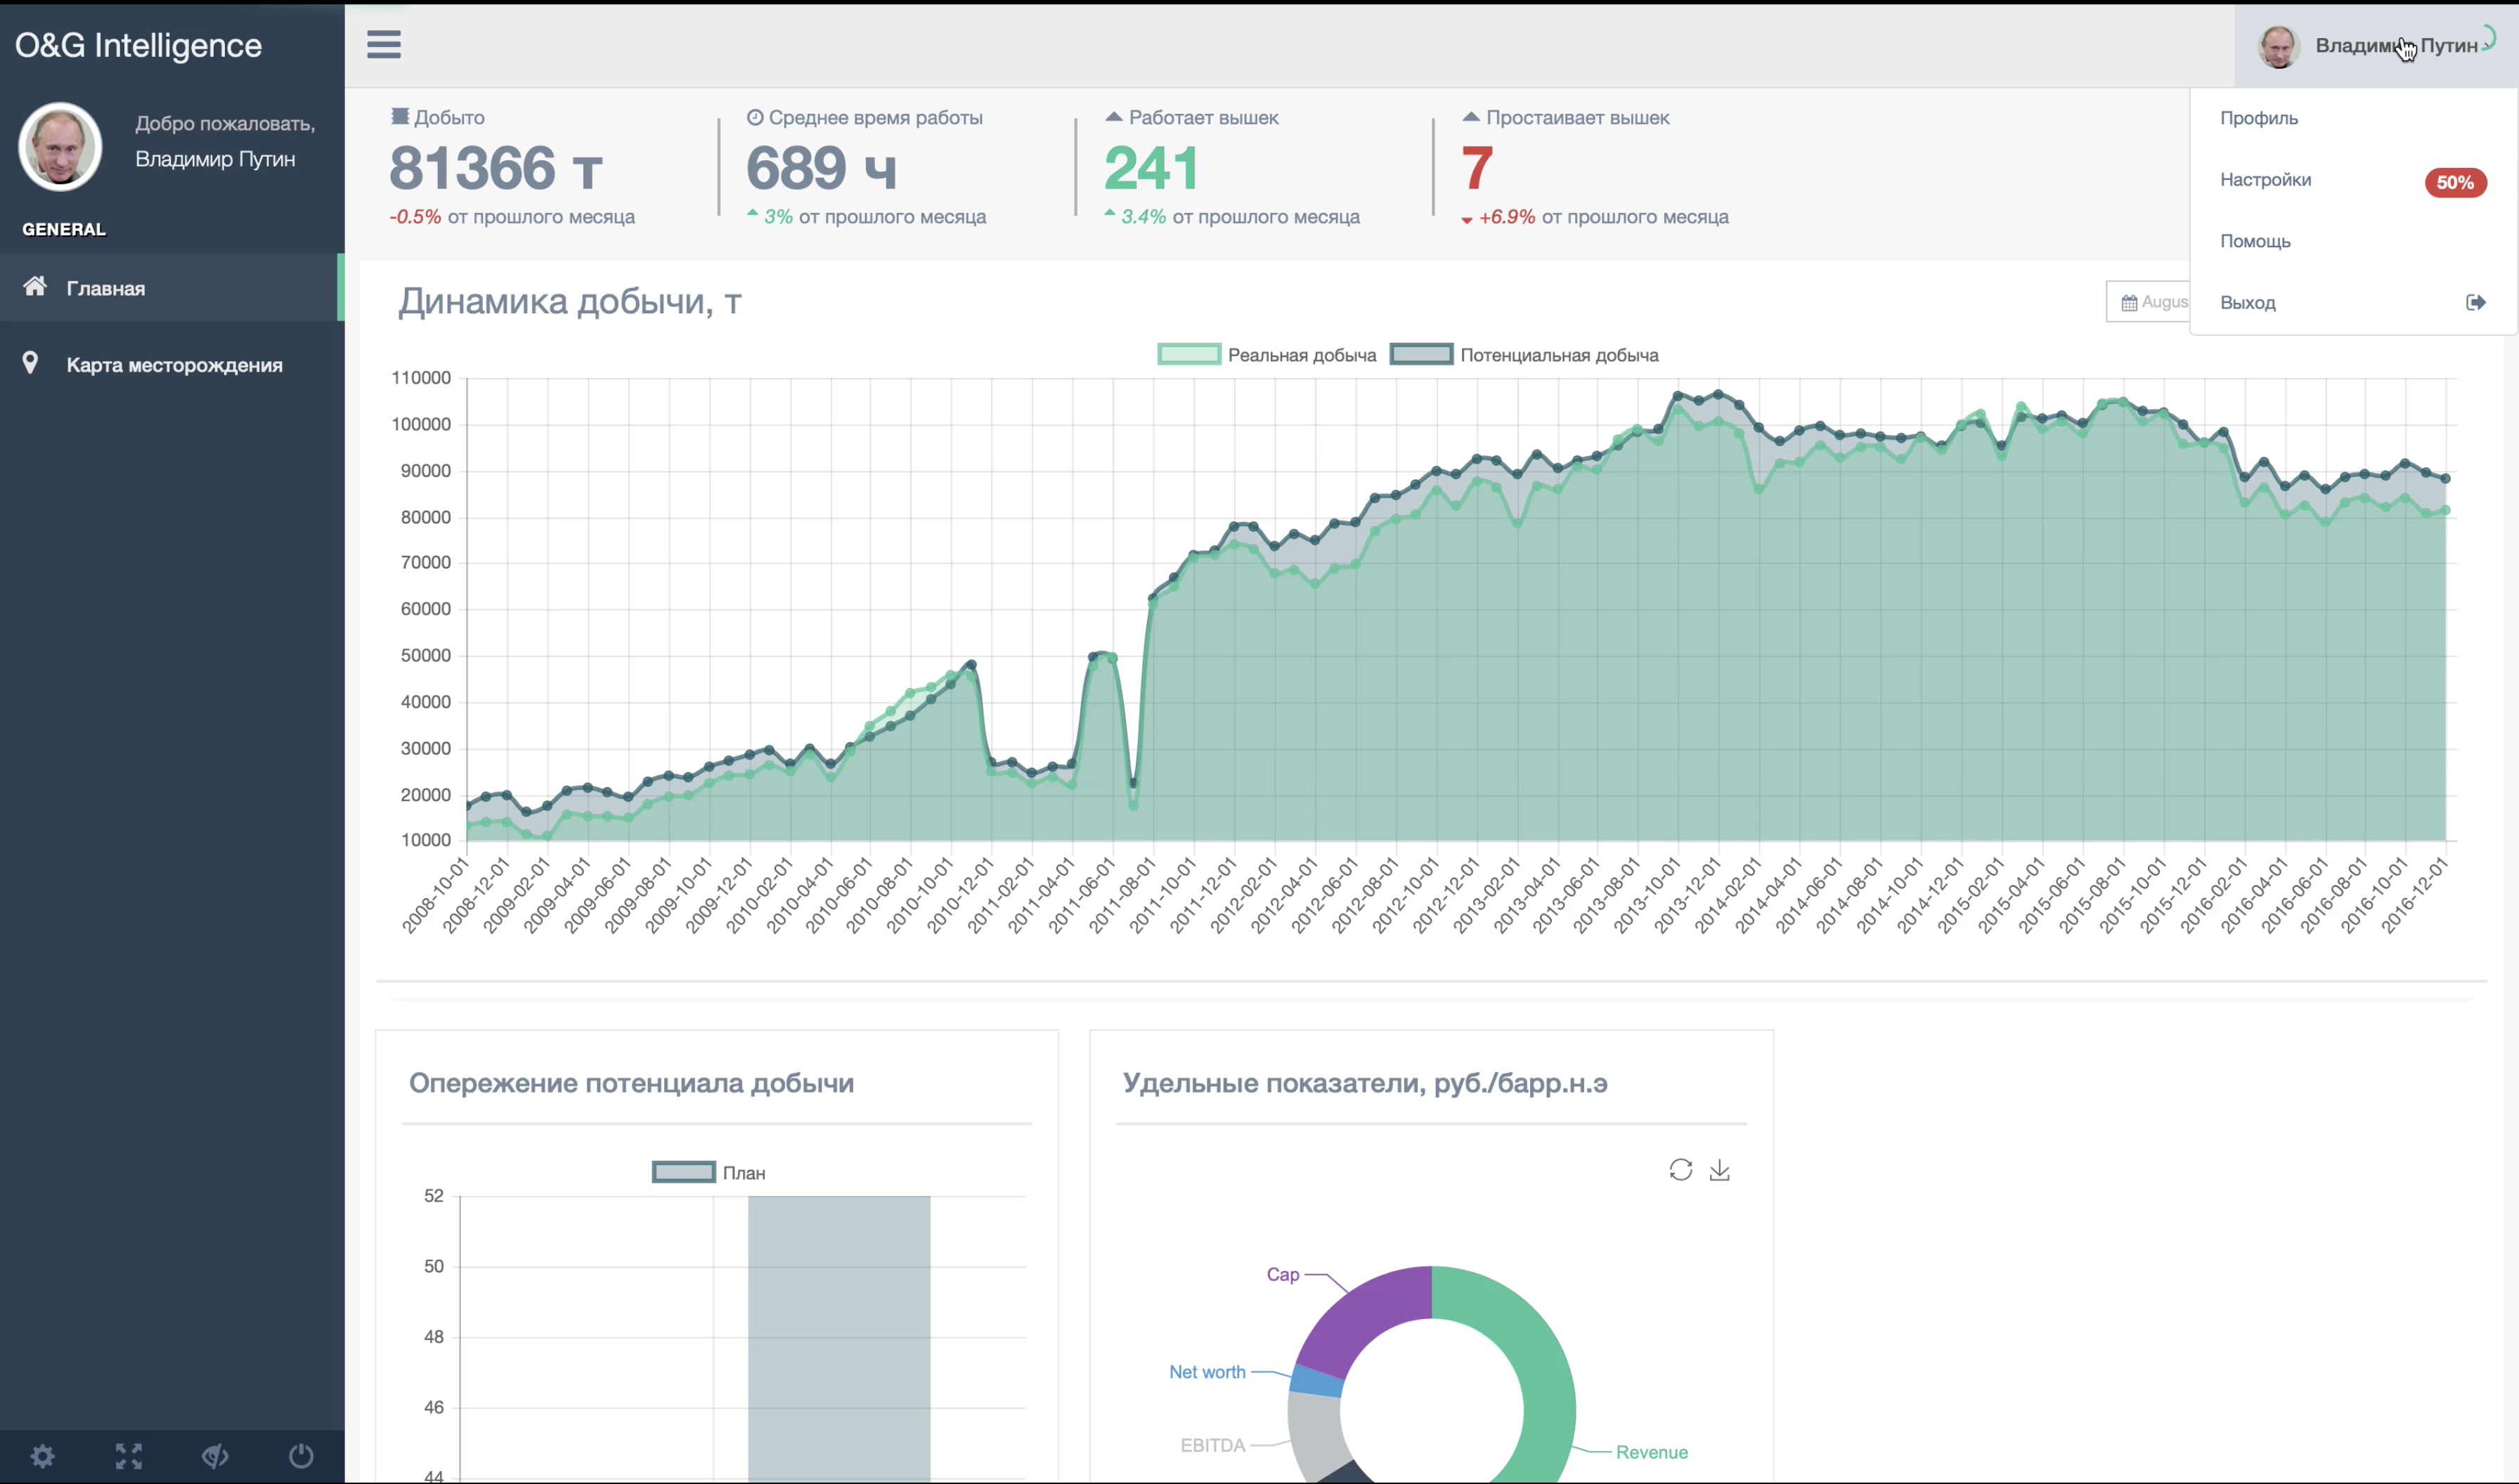 O&G Intelligence
Владимир Путин
Добро пожаловать,
Владимир Путин
GENERAL
Главная
Карта месторождения
Добыто
81366 т
-0.5% от прошлого месяца
Среднее время работы
689 ч
3% от прошлого месяца
Работает вышек
241
3.4% от прошлого месяца
Простаивает вышек
7
+6.9% от прошлого месяца
Профиль
Настройки 50%
Помощь
Выход
Динамика добычи, т
Augus
Реальная добыча Потенциальная добыча
110000
100000
90000
80000
70000
60000
50000
40000
30000
20000
10000
2008-10-01
2008-12-01
2009-02-01
2009-04-01
2009-06-01
2009-08-01
2009-10-01
2009-12-01
2010-02-01
2010-04-01
2010-06-01
2010-08-01
2010-10-01
2010-12-01
2011-02-01
2011-04-01
2011-06-01
2011-08-01
2011-10-01
2011-12-01
2012-02-01
2012-04-01
2012-06-01
2012-08-01
2012-10-01
2012-12-01
2013-02-01
2013-04-01
2013-06-01
2013-08-01
2013-10-01
2013-12-01
2014-02-01
2014-04-01
2014-06-01
2014-08-01
2014-10-01
2014-12-01
2015-02-01
2015-04-01
2015-06-01
2015-08-01
2015-10-01
2015-12-01
2016-02-01
2016-04-01
2016-06-01
2016-08-01
2016-10-01
2016-12-01
Опережение потенциала добычи
План
52
50
48
46
44
Удельные показатели, руб./барр.н.э
Cap
Net worth
EBITDA
Revenue